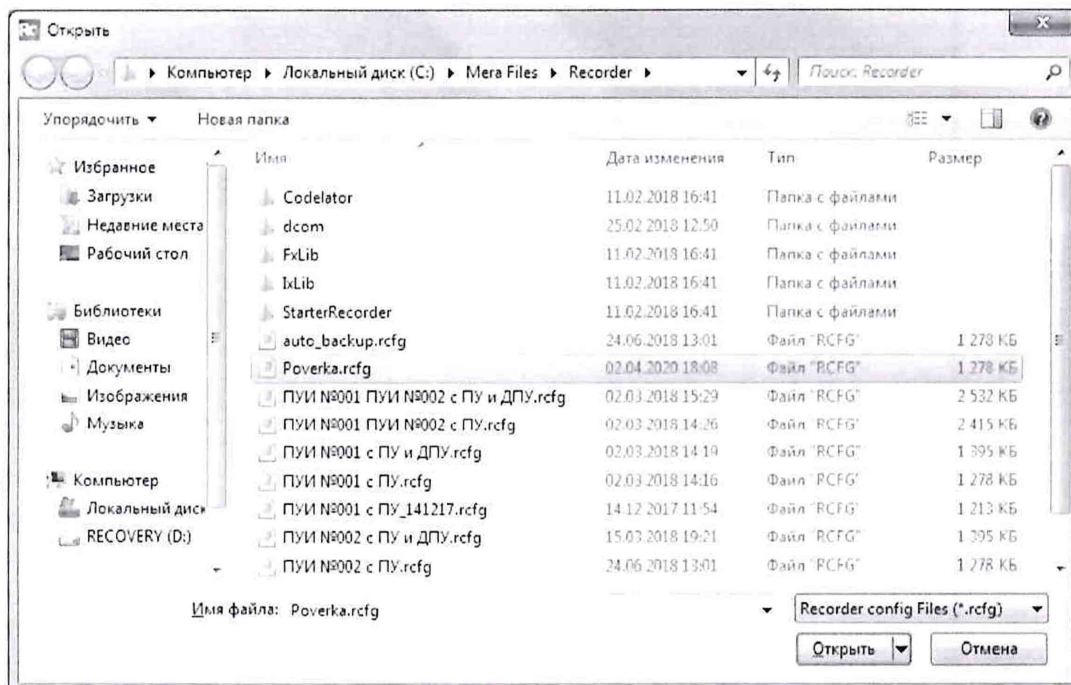 Rc Открыть
Компьютер ▸ Локальный диск (C:) ▸ Mera Files ▸ Recorder ▸ Поиск: Recorder
Упорядочить ▼ Новая папка
Имя Дата изменения Тип Размер
Избранное
Загрузки
Недавние места
Рабочий стол
Библиотеки
Видео
Документы
Изображения
Музыка
Компьютер
Локальный диск
RECOVERY (D:)
Codelator 11.02.2018 16:41 Папка с файлами
dcom 25.02.2018 12:50 Папка с файлами
FxLib 11.02.2018 16:41 Папка с файлами
IxLib 11.02.2018 16:41 Папка с файлами
StarterRecorder 11.02.2018 16:41 Папка с файлами
auto_backup.rcfg 24.06.2018 13:01 Файл "RCFG" 1 278 КБ
Poverka.rcfg 02.04.2020 18:08 Файл "RCFG" 1 278 КБ
ПУИ №001 ПУИ №002 с ПУ и ДПУ.rcfg 02.03.2018 15:29 Файл "RCFG" 2 532 КБ
ПУИ №001 ПУИ №002 с ПУ.rcfg 02.03.2018 14:26 Файл "RCFG" 2 415 КБ
ПУИ №001 с ПУ и ДПУ.rcfg 02.03.2018 14:19 Файл "RCFG" 1 395 КБ
ПУИ №001 с ПУ.rcfg 02.03.2018 14:16 Файл "RCFG" 1 278 КБ
ПУИ №001 с ПУ_141217.rcfg 14.12.2017 11:54 Файл "RCFG" 1 213 КБ
ПУИ №002 с ПУ и ДПУ.rcfg 15.03.2018 19:21 Файл "RCFG" 1 395 КБ
ПУИ №002 с ПУ.rcfg 24.06.2018 13:01 Файл "RCFG" 1 278 КБ
Имя файла: Poverka.rcfg Recorder config Files (*.rcfg)
Открыть Отмена